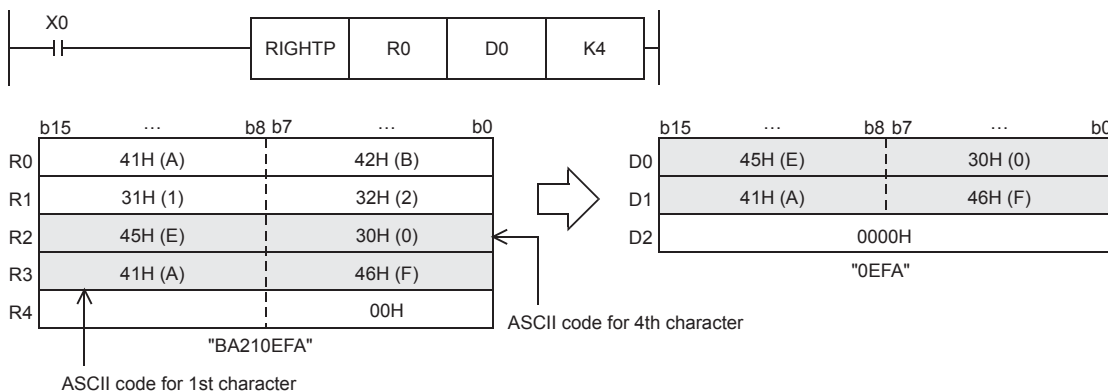 X0
RIGHTP R0 D0 K4
b15 ... b8 b7 ... b0
R0 41H (A) 42H (B)
R1 31H (1) 32H (2)
R2 45H (E) 30H (0)
R3 41H (A) 46H (F)
R4 00H
"BA210EFA"
ASCII code for 1st character
ASCII code for 4th character
b15 ... b8 b7 ... b0
D0 45H (E) 30H (0)
D1 41H (A) 46H (F)
D2 0000H
"0EFA"